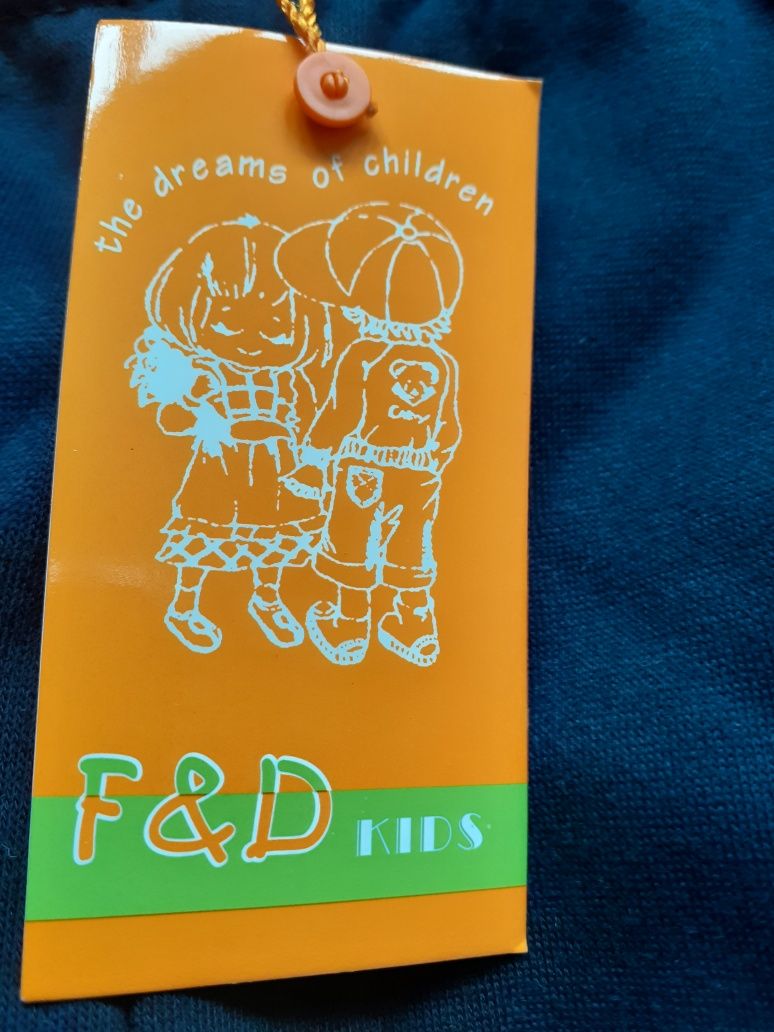 the dreams of children
F&D KIDS